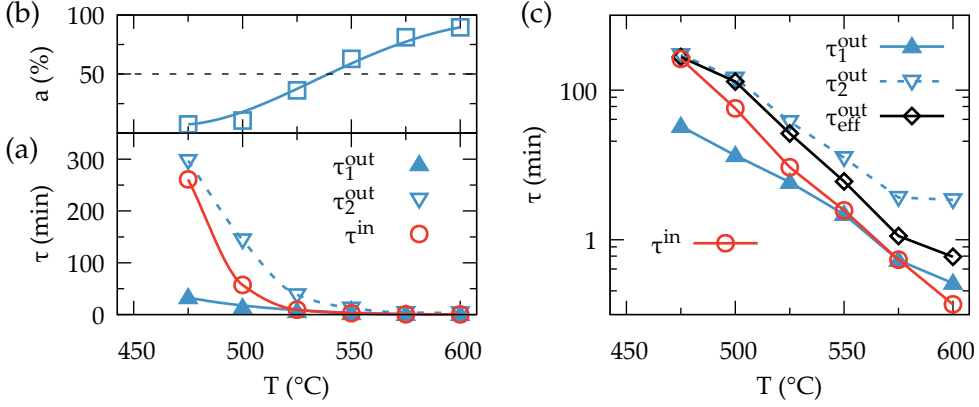 (b)
100
50
a (%)
(a)
300
200
100
0
τ (min)
τ₁ᵒᵘᵗ
τ₂ᵒᵘᵗ
τⁱⁿ
450 500 550 600
T (°C)
(c)
100
1
τ (min)
τ₁ᵒᵘᵗ
τ₂ᵒᵘᵗ
τeffᵒᵘᵗ
τⁱⁿ
450 500 550 600
T (°C)